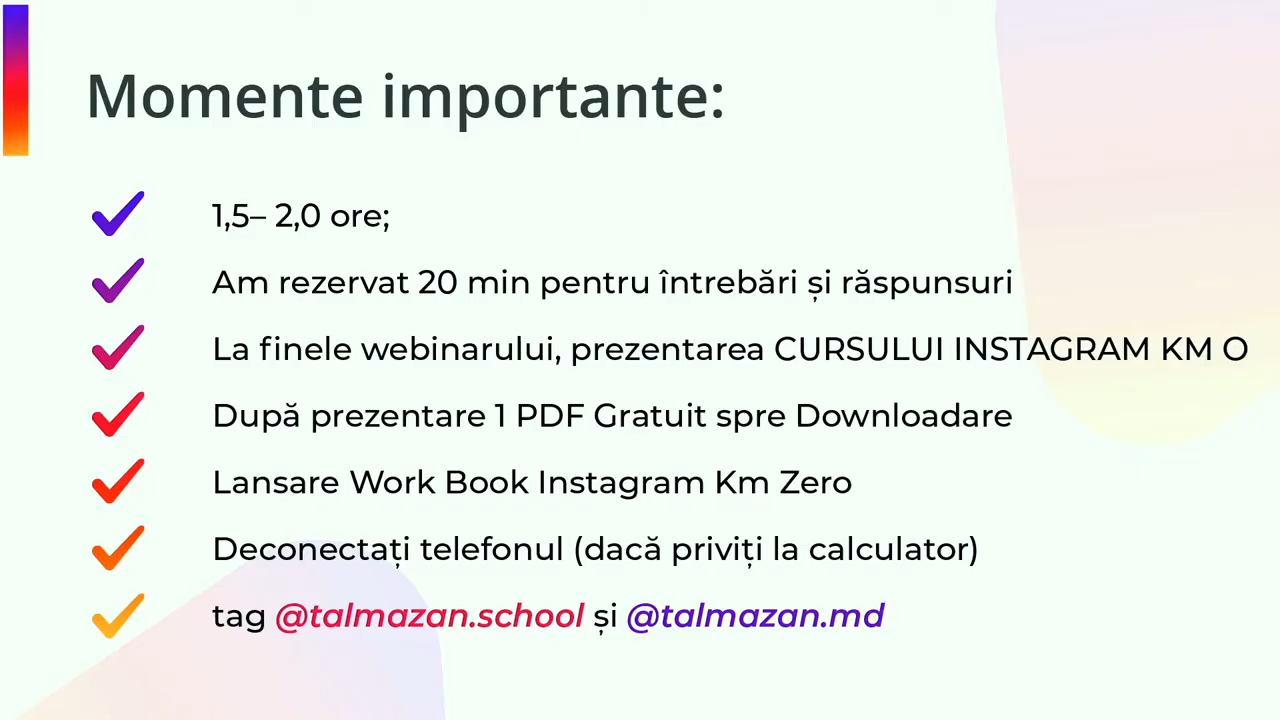 Momente importante:
1,5– 2,0 ore;
Am rezervat 20 min pentru întrebări și răspunsuri
La finele webinarului, prezentarea CURSULUI INSTAGRAM KM O
După prezentare 1 PDF Gratuit spre Downloadare
Lansare Work Book Instagram Km Zero
Deconectați telefonul (dacă priviți la calculator)
tag @talmazan.school și @talmazan.md